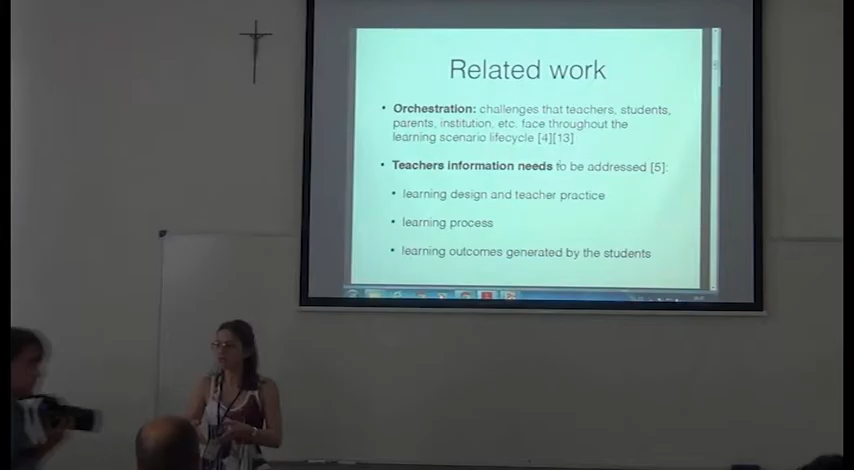 Related work
• Orchestration: challenges that teachers, students,
parents, institution, etc. face throughout the
learning scenario lifecycle [4][13]
• Teachers information needs to be addressed [5]:
• learning design and teacher practice
• learning process
• learning outcomes generated by the students